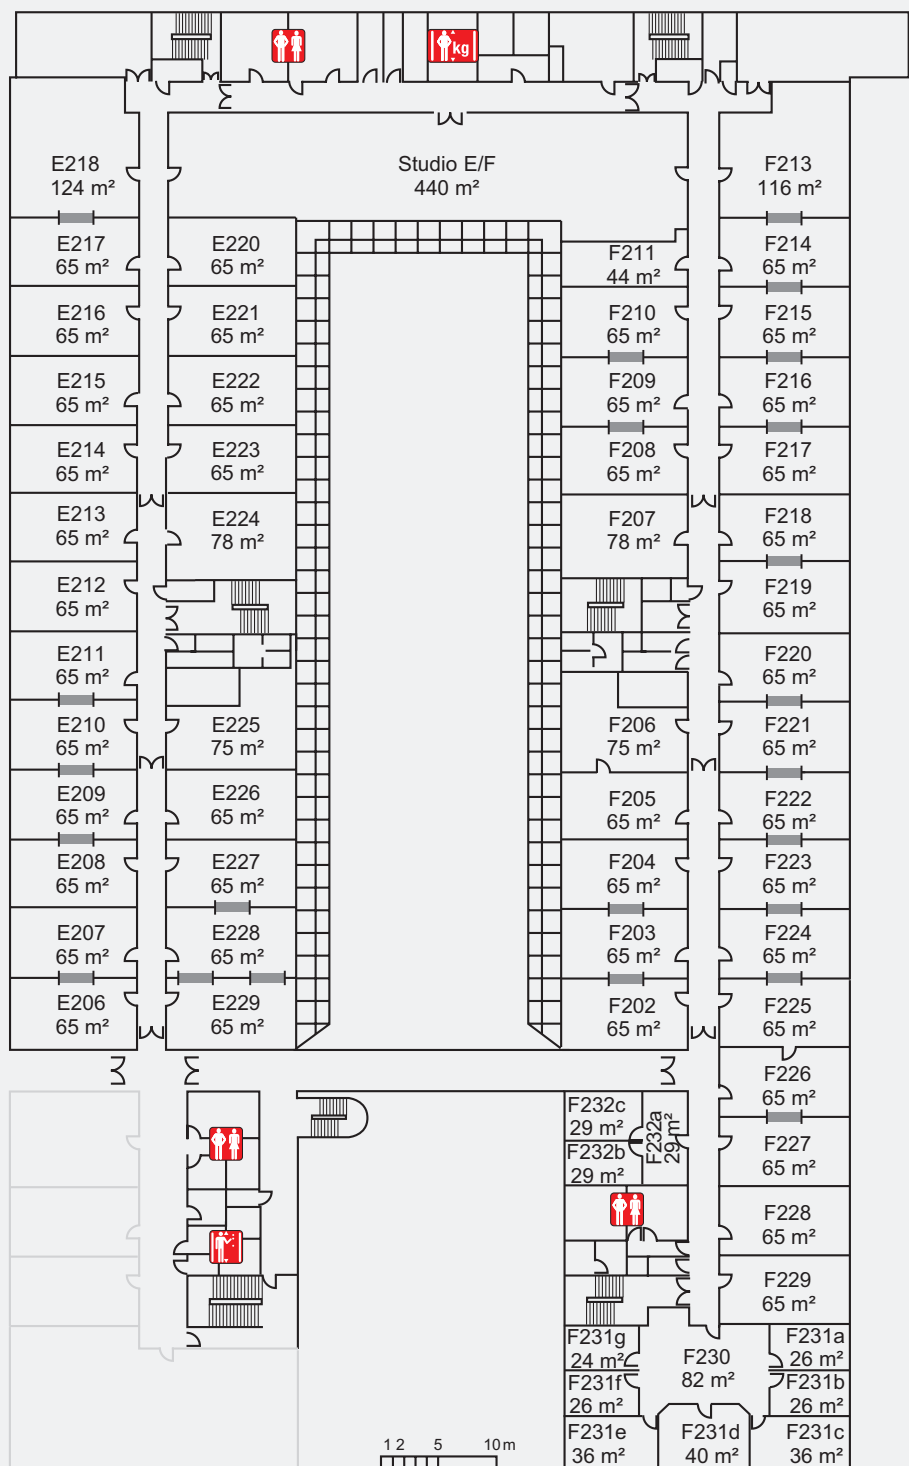 kg
E218
124 m²
Studio E/F
440 m²
F213
116 m²
E217
65 m²
E220
65 m²
F211
44 m²
F214
65 m²
E216
65 m²
E221
65 m²
F210
65 m²
F215
65 m²
E215
65 m²
E222
65 m²
F209
65 m²
F216
65 m²
E214
65 m²
E223
65 m²
F208
65 m²
F217
65 m²
E213
65 m²
E224
78 m²
F207
78 m²
F218
65 m²
E212
65 m²
F219
65 m²
E211
65 m²
F220
65 m²
E210
65 m²
E225
75 m²
F206
75 m²
F221
65 m²
E209
65 m²
E226
65 m²
F205
65 m²
F222
65 m²
E208
65 m²
E227
65 m²
F204
65 m²
F223
65 m²
E207
65 m²
E228
65 m²
F203
65 m²
F224
65 m²
E206
65 m²
E229
65 m²
F202
65 m²
F225
65 m²
F226
65 m²
F232c
29 m²
F232a
29 m²
F232b
29 m²
F227
65 m²
F228
65 m²
F229
65 m²
F231g
24 m²
F230
82 m²
F231a
26 m²
F231f
26 m²
F231b
26 m²
F231e
36 m²
F231d
40 m²
F231c
36 m²
1 2 5 10 m